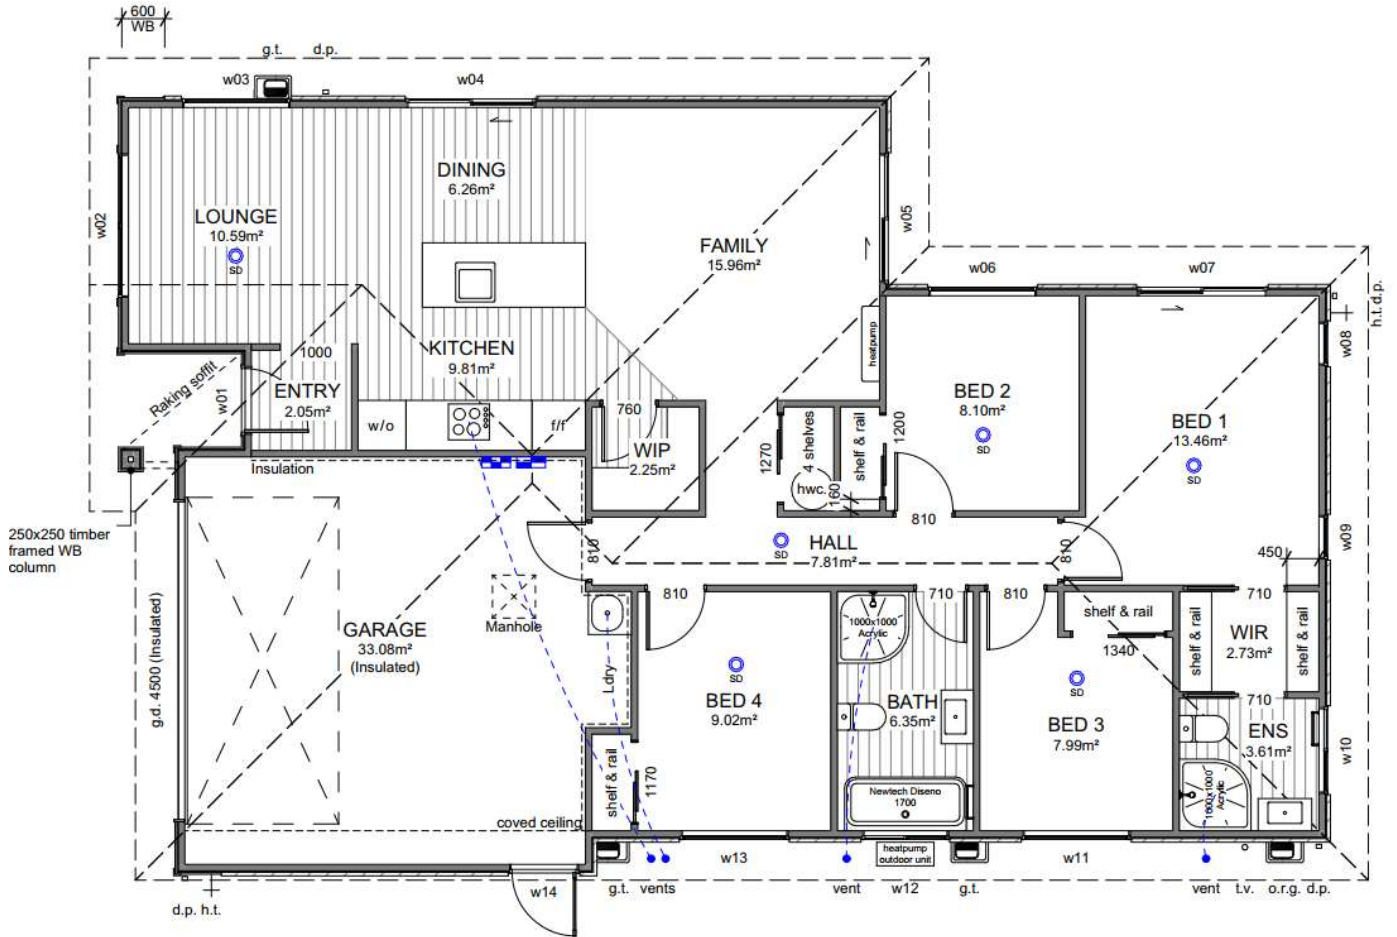 600
WB
g.t. d.p.
w03
w04
DINING
6.26m²
LOUNGE
10.59m²
SD
w02
FAMILY
15.96m²
w05
w06
w07
h.t. d.p.
w08
heatpump
1000
KITCHEN
9.81m²
ENTRY
2.05m²
Raking soffit
w01
w/o
f/f
760
WIP
2.25m²
1270
4 shelves
hwc.
shelf & rail
160
1200
BED 2
8.10m²
SD
BED 1
13.46m²
SD
Insulation
250x250 timber
framed WB
column
810
810
HALL
7.81m²
SD
810
450
w09
810
710
810
710
shelf & rail
1340
shelf & rail
WIR
2.73m²
shelf & rail
710
Manhole
GARAGE
33.08m²
(Insulated)
g.d. 4500 (Insulated)
Ldry
1000x1000
Acrylic
SD
BED 4
9.02m²
BATH
6.35m²
SD
BED 3
7.99m²
ENS
3.61m²
w10
1000x1000
Acrylic
shelf & rail
1170
Newtech Diseno
1700
coved ceiling
heatpump
outdoor unit
w13
w11
w14
g.t. vents
vent
w12
g.t.
vent t.v. o.r.g. d.p.
d.p. h.t.